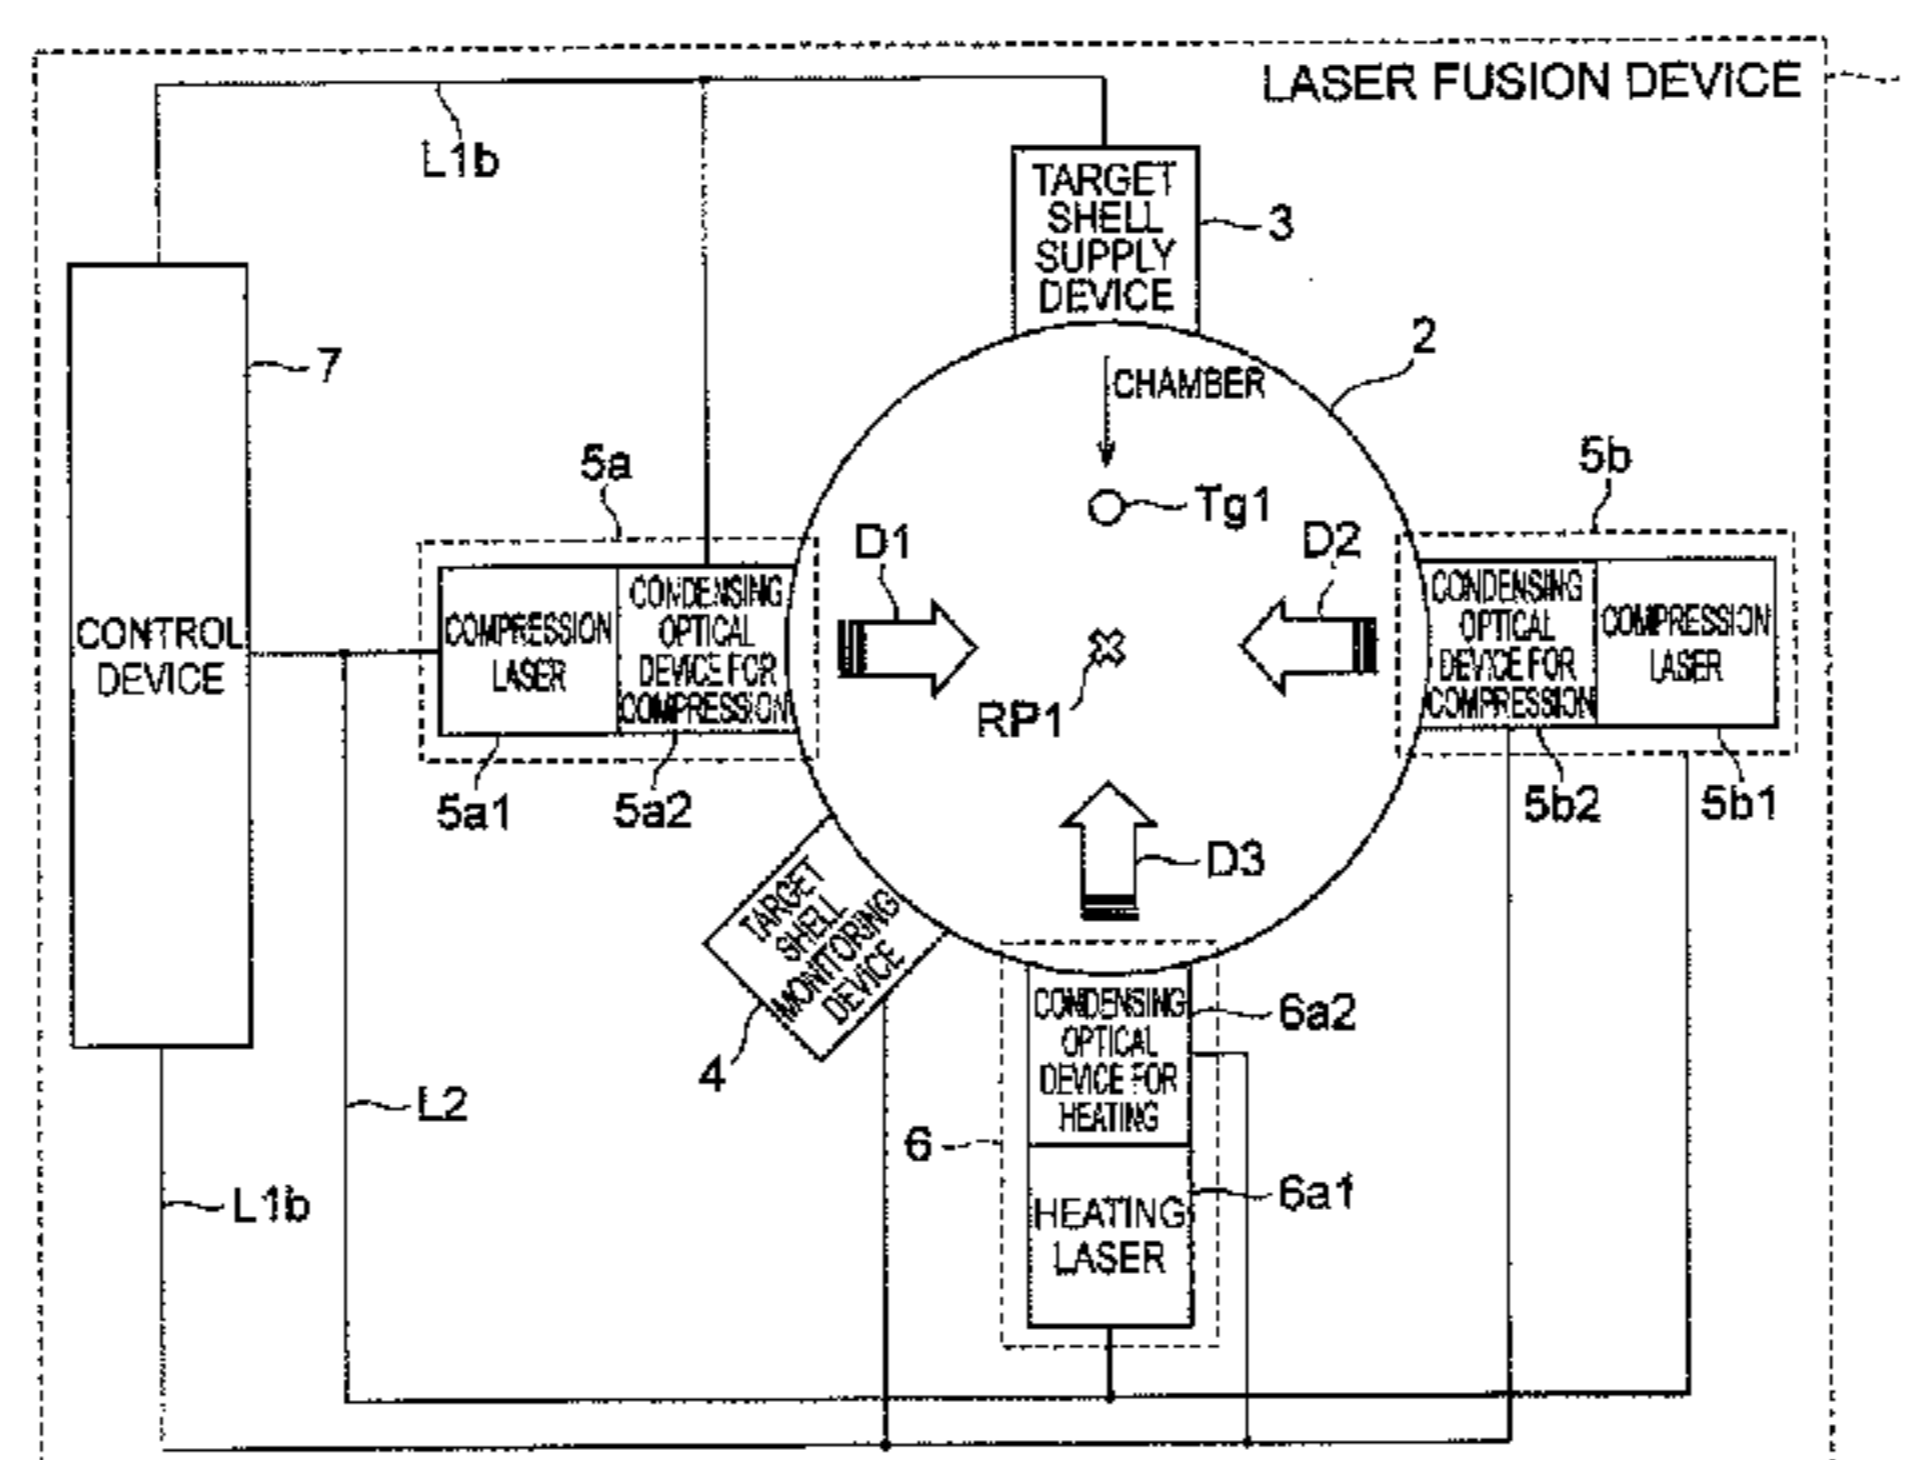 LASER FUSION DEVICE
L1b
TARGET
SHELL
SUPPLY
DEVICE
3
2
7
CHAMBER
5a
5b
Tg1
D1
D2
CONTROL
DEVICE
COMPRESSION
LASER
CONDENSING
OPTICAL
DEVICE FOR
COMPRESSION
CONDENSING
OPTICAL
DEVICE FOR
COMPRESSION
COMPRESSION
LASER
RP1
5a1
5a2
5b2
5b1
D3
TARGET
SHELL
MONITORING
DEVICE
4
CONDENSING
OPTICAL
DEVICE FOR
HEATING
6a2
L2
6
HEATING
LASER
6a1
L1b